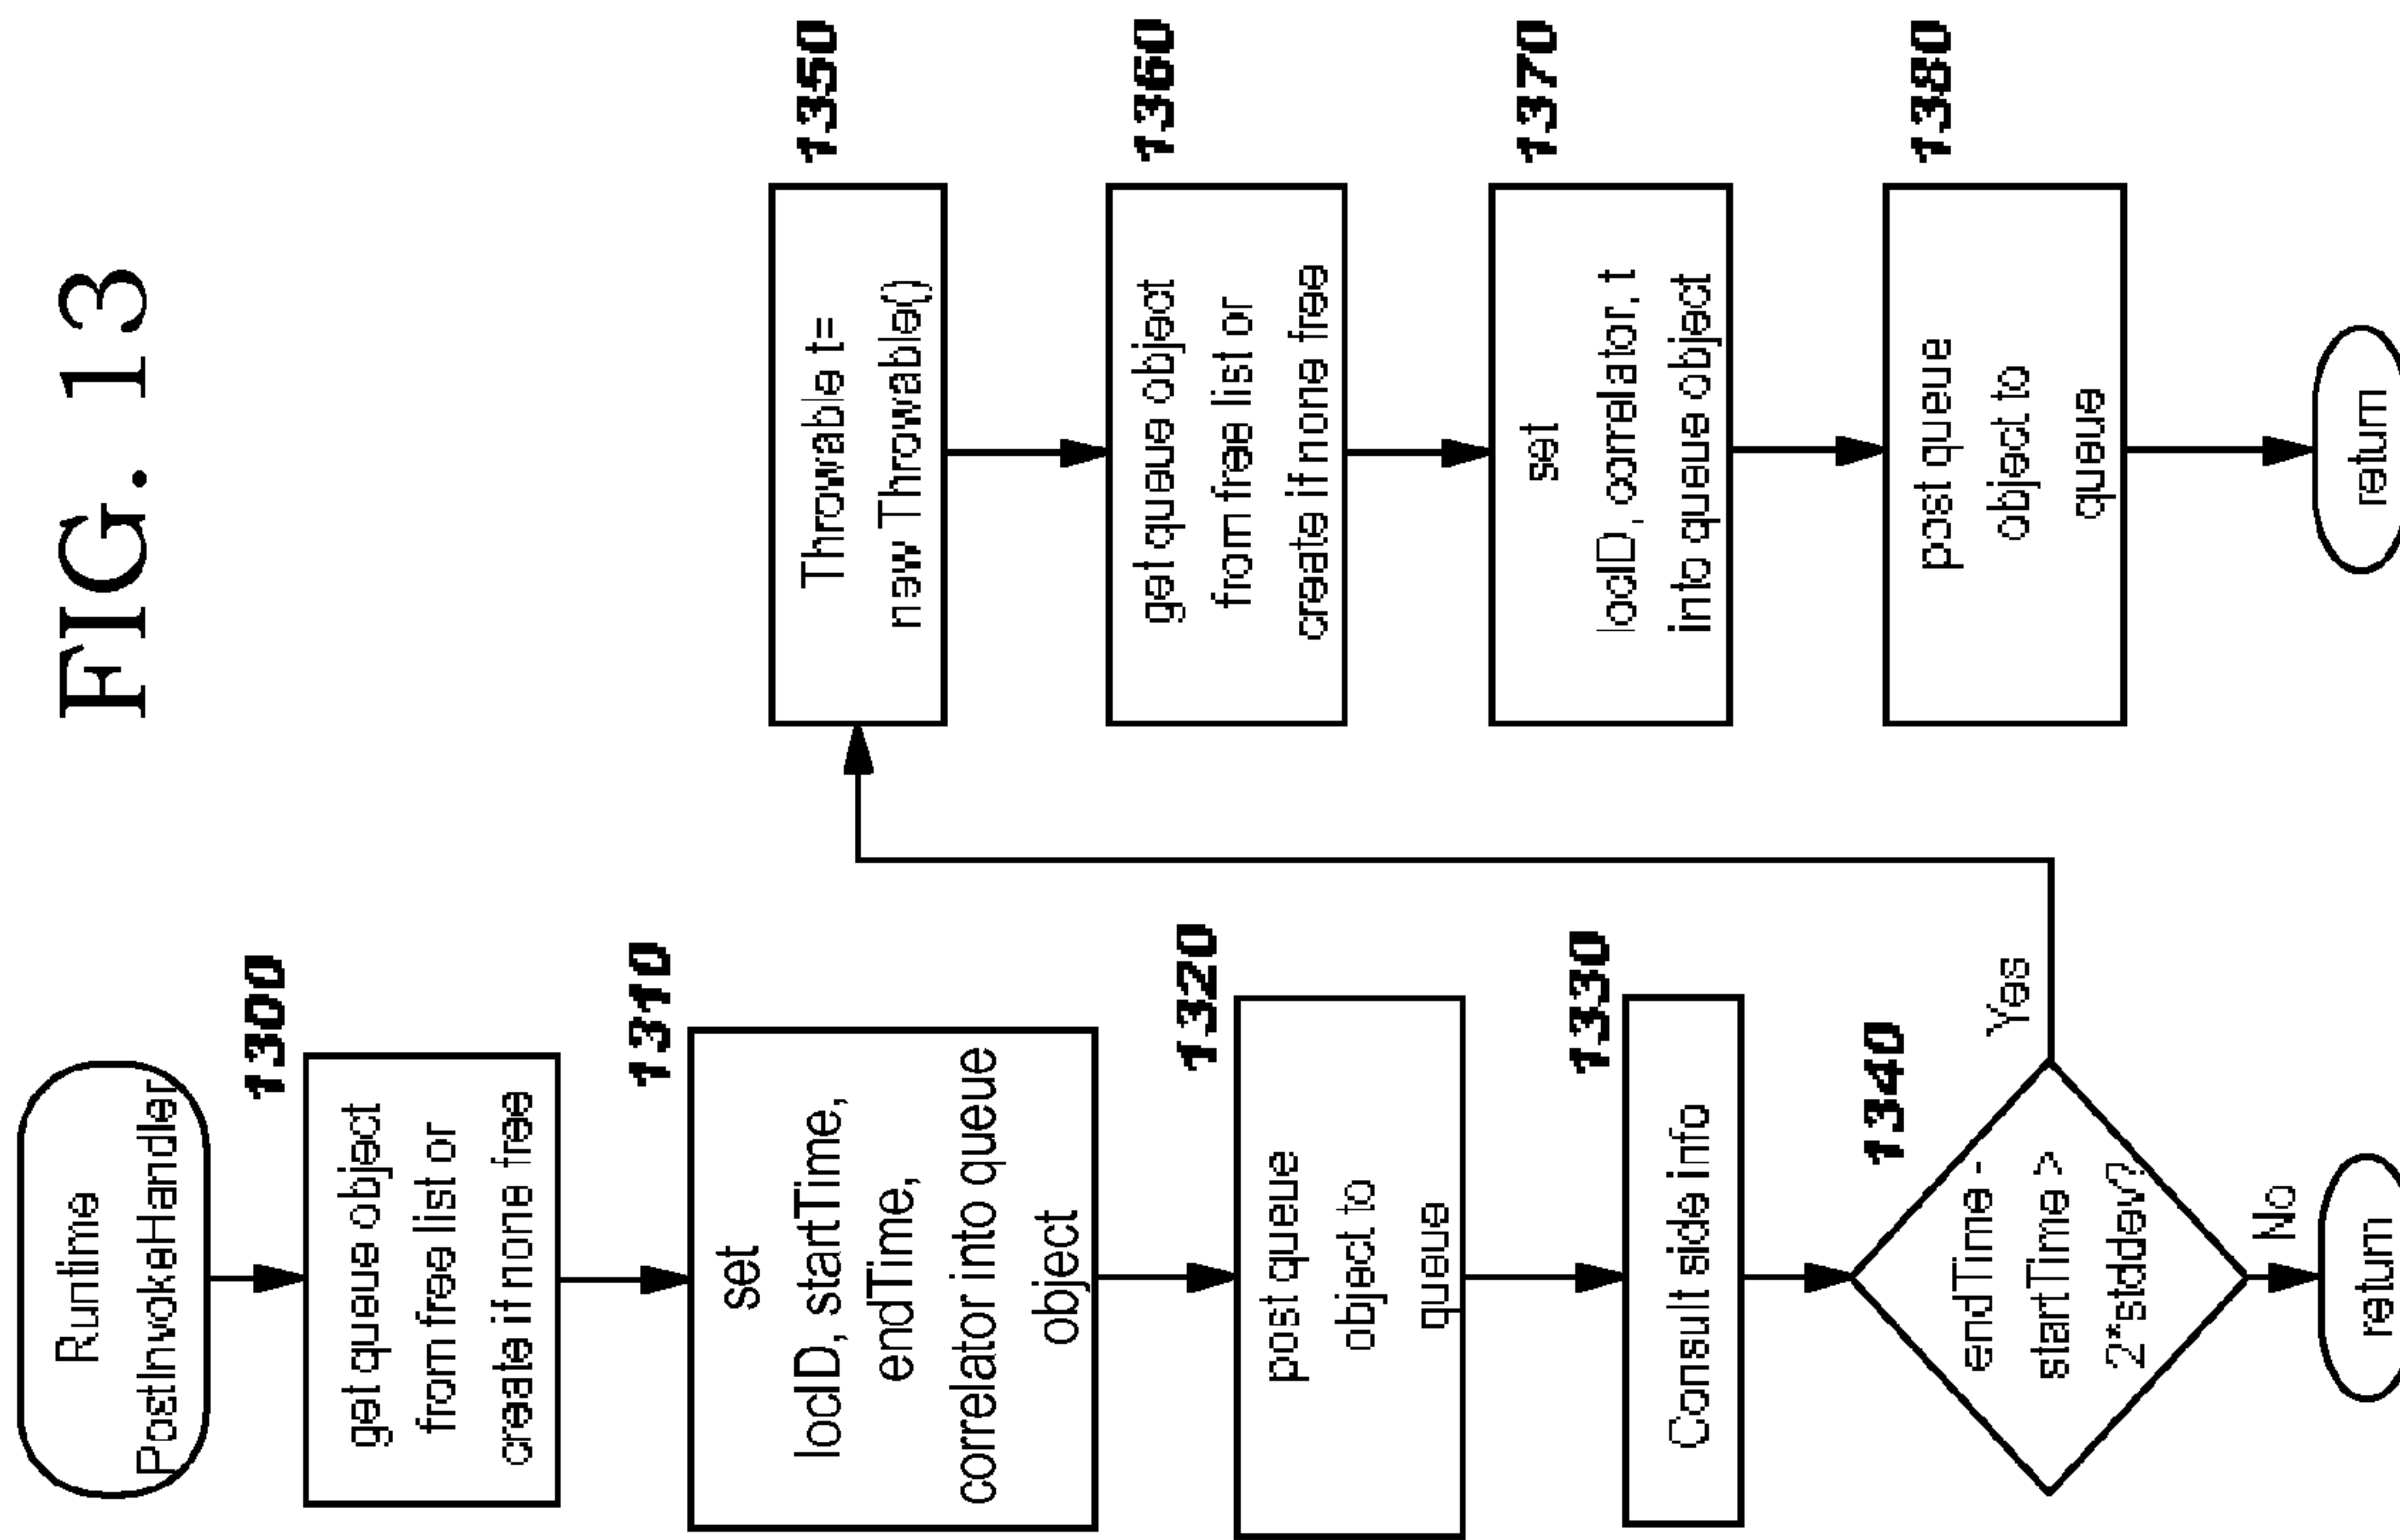 FIG. 13
Runtime
PostInvokeHandler
1300
get queue object
from free list or
create if none free
1310
set
locID, startTime,
endTime,
correlator into queue
object
1320
post queue
object to
queue
1330
Consult side info
1340
endTime -
startTime >
2*stddev?
Yes
No
return
1350
Throwable t=
new Throwable()
1360
get queue object
from free list or
create if none free
1370
set
locID, correlator, t
into queue object
1380
post queue
object to
queue
return